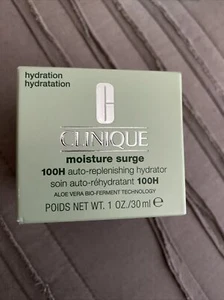 hydration
hydratation
CLINIQUE
moisture surge
100H auto-replenishing hydrator
soin auto-réhydratant 100H
ALOE VERA BIO-FERMENT TECHNOLOGY
POIDS NET WT. 1 OZ./30 ml ℮